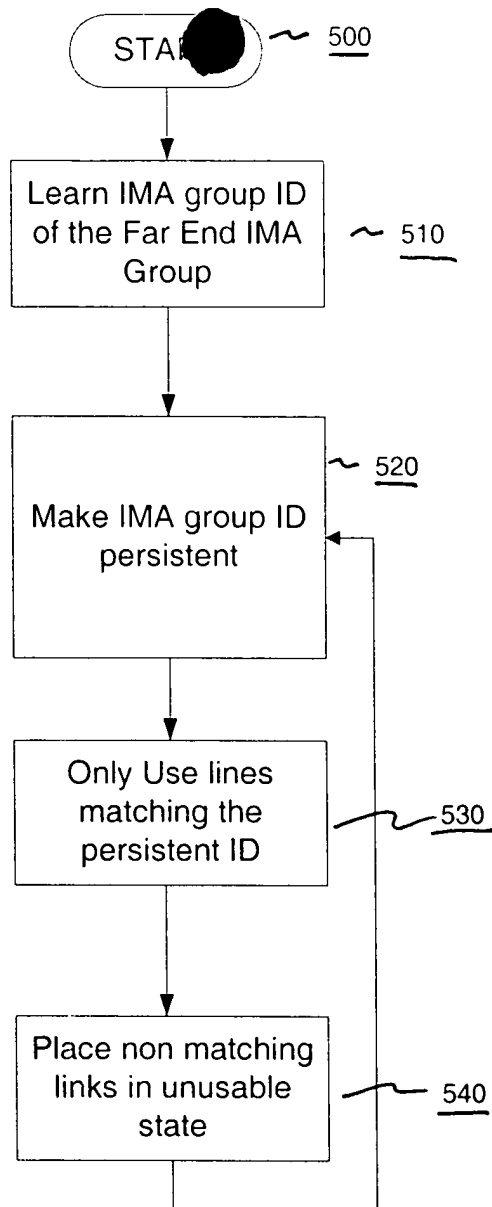 500
Learn IMA group ID
of the Far End IMA
Group
510
520
Make IMA group ID
persistent
Only Use lines
matching the
persistent ID
530
Place non matching
links in unusable
state
540